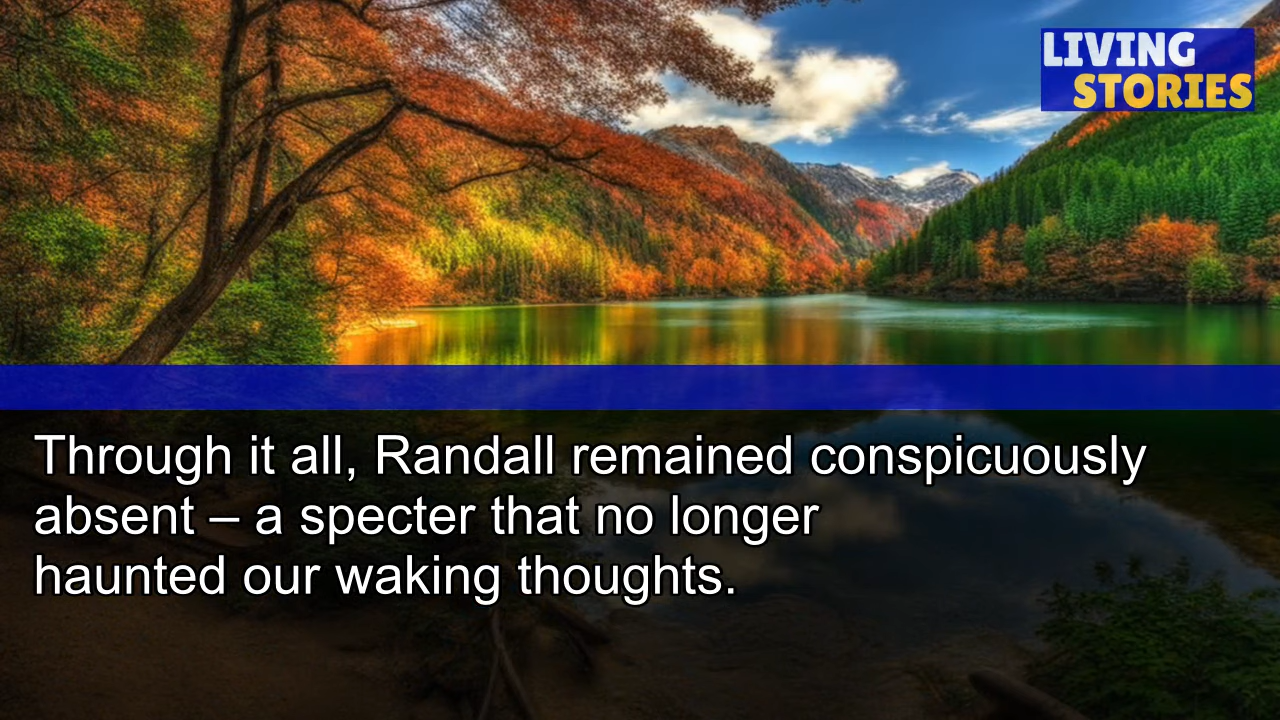 LIVING
STORIES
Through it all, Randall remained conspicuously
absent – a specter that no longer
haunted our waking thoughts.